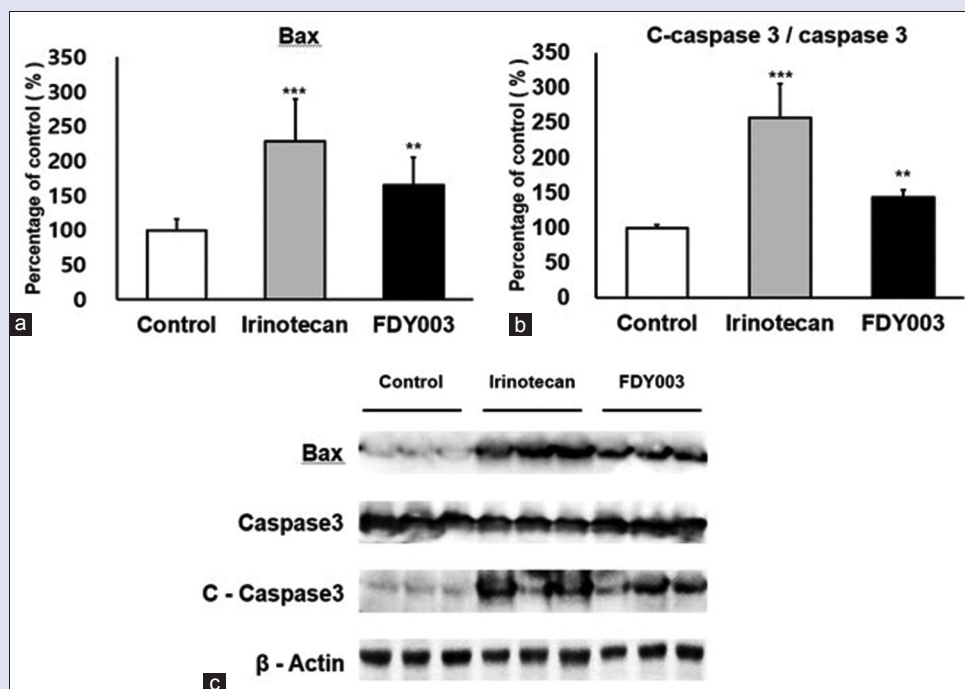 Bax
Percentage of control ( % )
350
300
250
200
150
100
50
0
***
**
Control Irinotecan FDY003
a
C-caspase 3 / caspase 3
Percentage of control ( % )
350
300
250
200
150
100
50
0
***
**
Control Irinotecan FDY003
b
Control Irinotecan FDY003
Bax
Caspase3
C - Caspase3
β - Actin
c